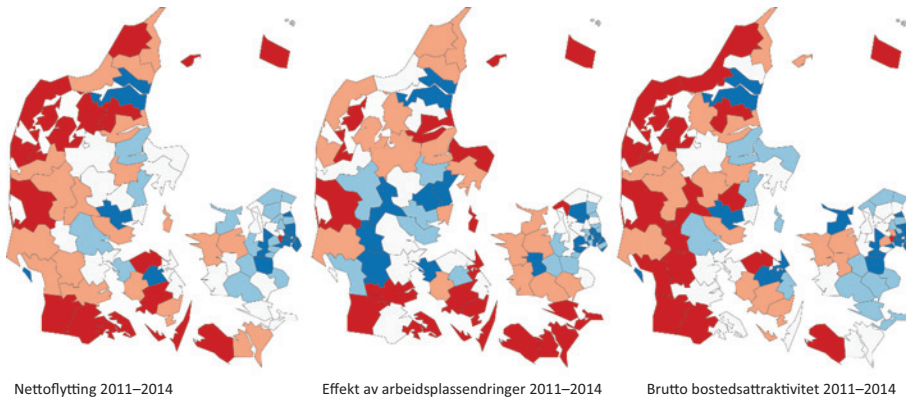 Nettoflytting 2011–2014
Effekt av arbeidsplassendringer 2011–2014
Brutto bostedsattraktivitet 2011–2014